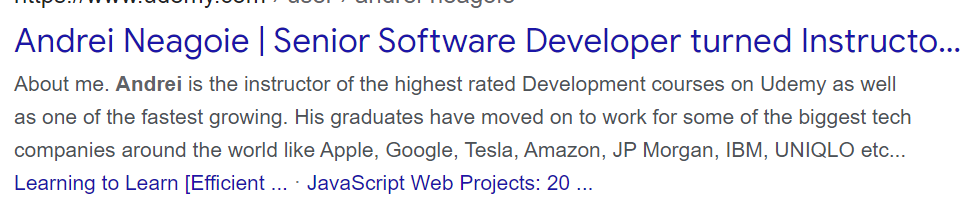 https://www.udemy.com › user › andrei-neagoie
Andrei Neagoie | Senior Software Developer turned Instructo...
About me. Andrei is the instructor of the highest rated Development courses on Udemy as well
as one of the fastest growing. His graduates have moved on to work for some of the biggest tech
companies around the world like Apple, Google, Tesla, Amazon, JP Morgan, IBM, UNIQLO etc...
Learning to Learn [Efficient ... · JavaScript Web Projects: 20 ...